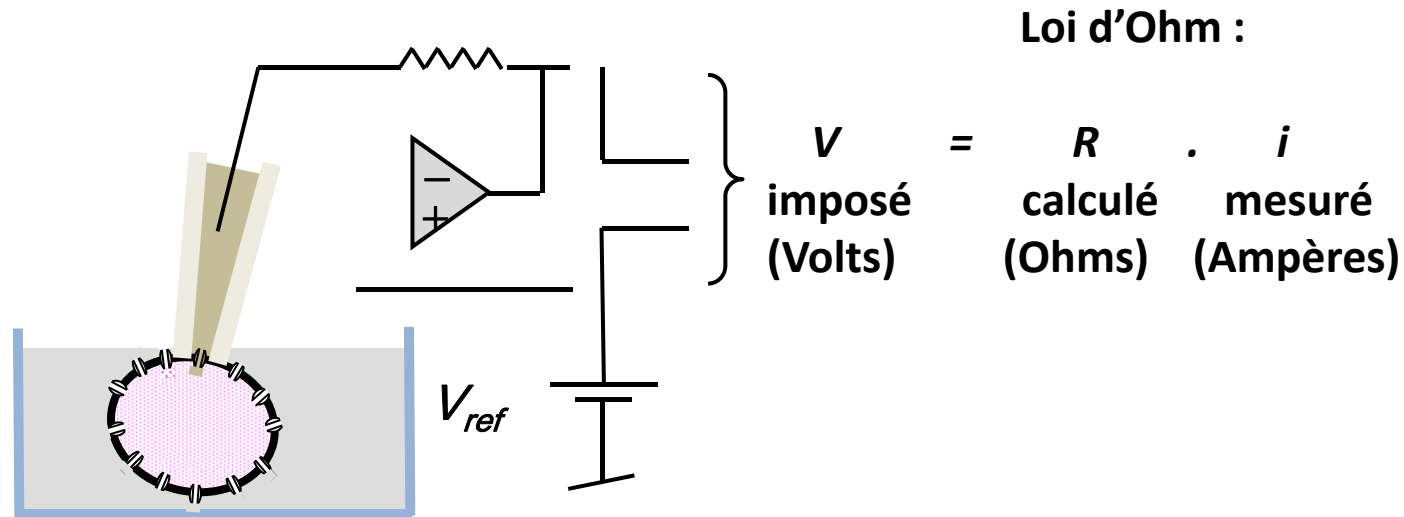 Loi d’Ohm :
V = R . i
imposé calculé mesuré
(Volts) (Ohms) (Ampères)
−
+
Vref